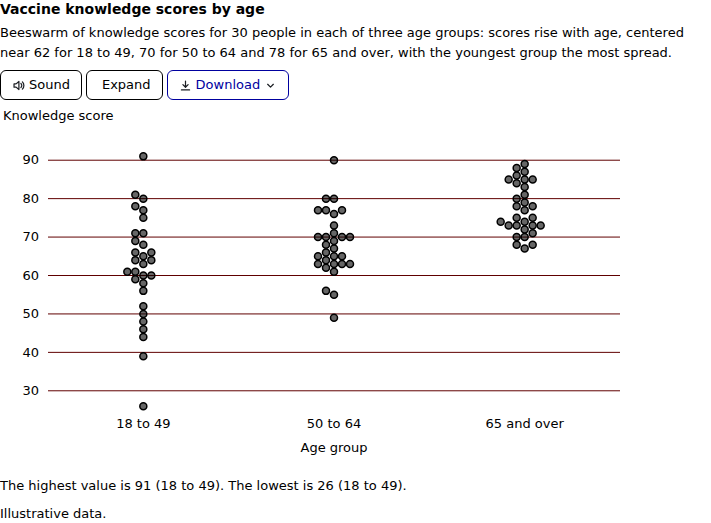 Vaccine knowledge scores by age
Beeswarm of knowledge scores for 30 people in each of three age groups: scores rise with age, centered
near 62 for 18 to 49, 70 for 50 to 64 and 78 for 65 and over, with the youngest group the most spread.
Sound Expand Download
Knowledge score
90
80
70
60
50
40
30
18 to 49 50 to 64 65 and over
Age group
The highest value is 91 (18 to 49). The lowest is 26 (18 to 49).
Illustrative data.